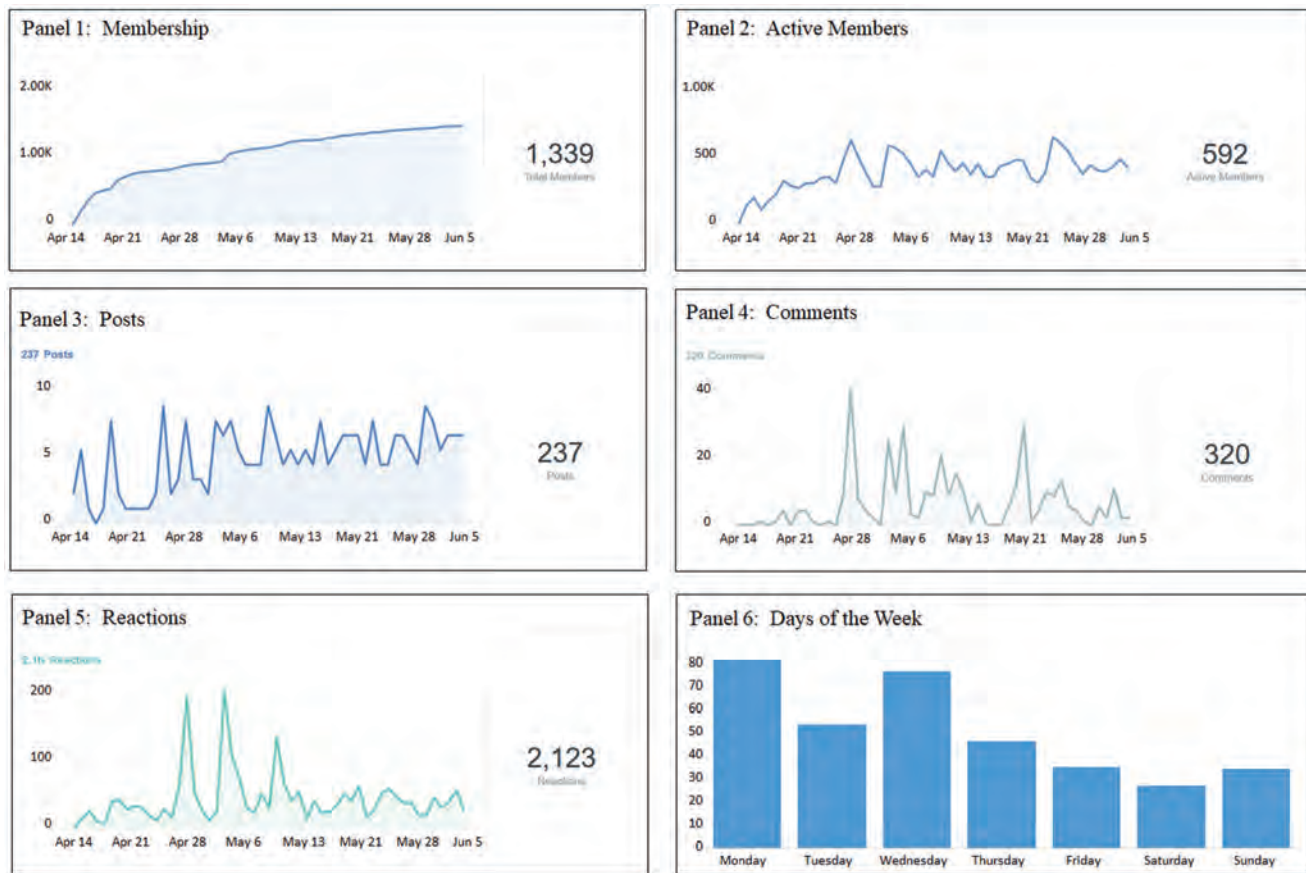 Panel 1: Membership
2.00K
1.00K
0
Apr 14 Apr 21 Apr 28 May 6 May 13 May 21 May 28 Jun 5
1,339
Total Members
Panel 2: Active Members
1.00K
500
0
Apr 14 Apr 21 Apr 28 May 6 May 13 May 21 May 28 Jun 5
592
Active Members
Panel 3: Posts
237 Posts
10
5
0
Apr 14 Apr 21 Apr 28 May 6 May 13 May 21 May 28 Jun 5
237
Posts
Panel 4: Comments
320 Comments
40
20
0
Apr 14 Apr 21 Apr 28 May 6 May 13 May 21 May 28 Jun 5
320
Comments
Panel 5: Reactions
Reactions
200
100
0
Apr 14 Apr 21 Apr 28 May 6 May 13 May 21 May 28 Jun 5
2,123
Reactions
Panel 6: Days of the Week
80
70
60
50
40
30
20
10
0
Monday Tuesday Wednesday Thursday Friday Saturday Sunday